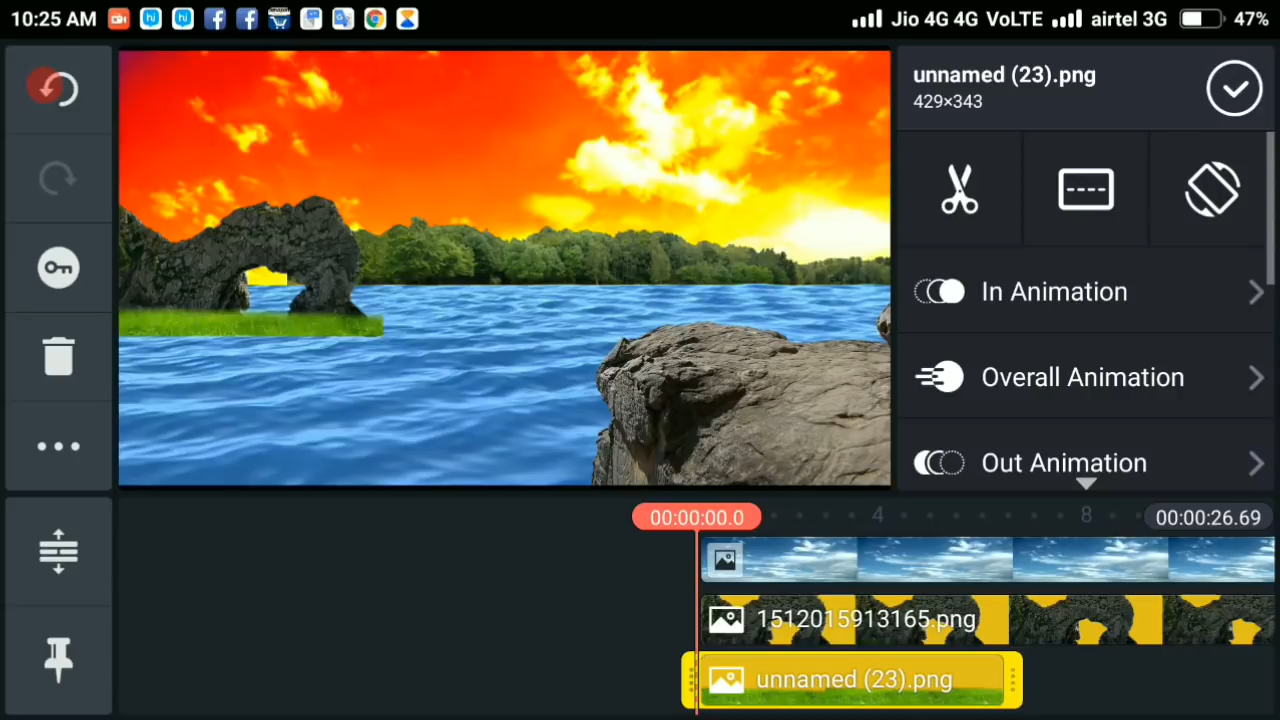 10:25 AM
Jio 4G 4G VoLTE
airtel 3G
47%
unnamed (23).png
429×343
In Animation
Overall Animation
Out Animation
00:00:00.0
4
8
00:00:26.69
1512015913165.png
unnamed (23).png